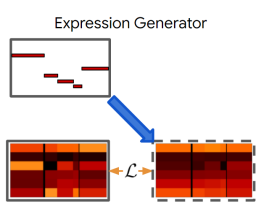 Expression Generator
ℒ